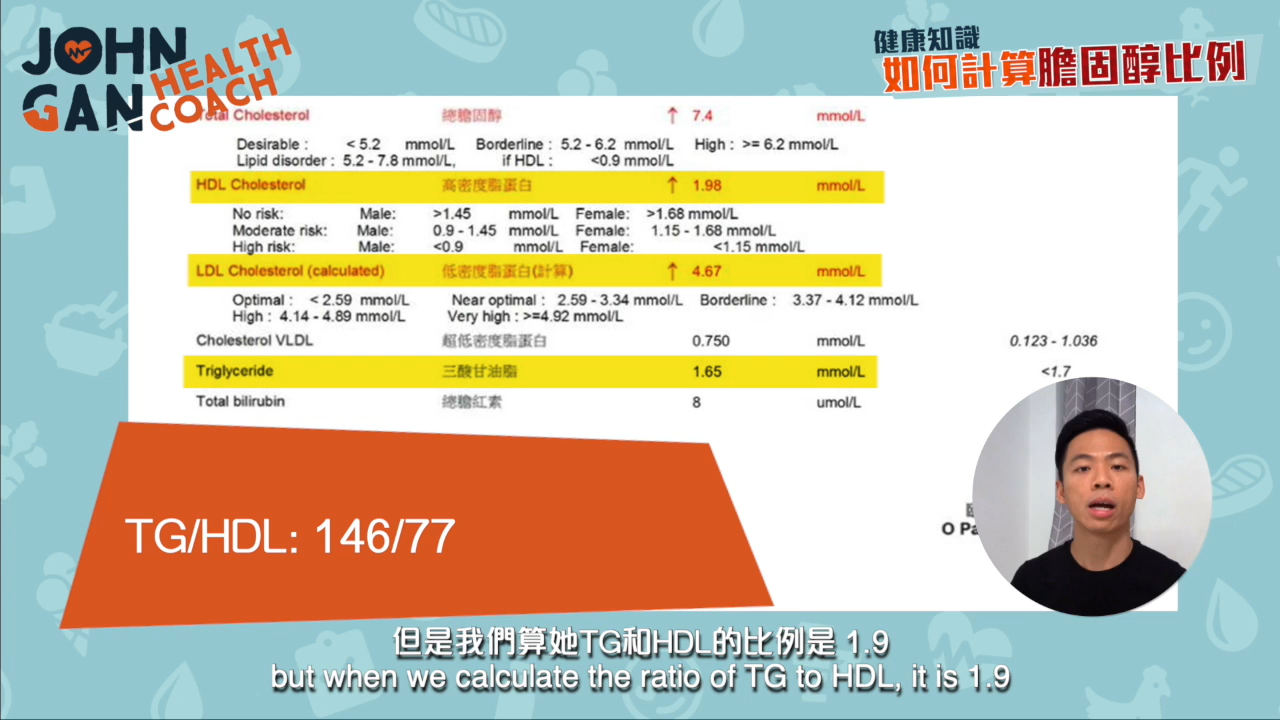 JOHN
GAN
HEALTH
COACH
健康知識
如何計算膽固醇比例
Total Cholesterol 總膽固醇 ↑ 7.4 mmol/L
Desirable : < 5.2 mmol/L Borderline : 5.2 - 6.2 mmol/L High : >= 6.2 mmol/L
Lipid disorder : 5.2 - 7.8 mmol/L, if HDL : <0.9 mmol/L
HDL Cholesterol 高密度脂蛋白 ↑ 1.98 mmol/L
No risk: Male: >1.45 mmol/L Female: >1.68 mmol/L
Moderate risk: Male: 0.9 - 1.45 mmol/L Female: 1.15 - 1.68 mmol/L
High risk: Male: <0.9 mmol/L Female: <1.15 mmol/L
LDL Cholesterol (calculated) 低密度脂蛋白(計算) ↑ 4.67 mmol/L
Optimal : < 2.59 mmol/L Near optimal : 2.59 - 3.34 mmol/L Borderline : 3.37 - 4.12 mmol/L
High : 4.14 - 4.89 mmol/L Very high : >=4.92 mmol/L
Cholesterol VLDL 超低密度脂蛋白 0.750 mmol/L 0.123 - 1.036
Triglyceride 三酸甘油脂 1.65 mmol/L <1.7
Total bilirubin 總膽紅素 8 umol/L
O Pa
TG/HDL: 146/77
但是我們算她TG和HDL的比例是 1.9
but when we calculate the ratio of TG to HDL, it is 1.9